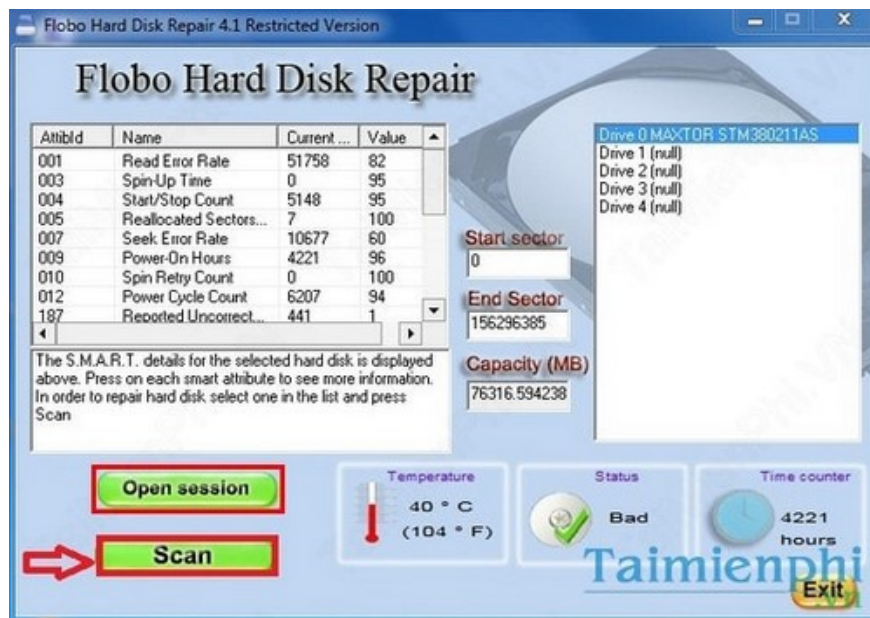 Flobo Hard Disk Repair 4.1 Restricted Version
Flobo Hard Disk Repair
AttibId Name Current ... Value
001 Read Error Rate 51758 82
003 Spin-Up Time 0 95
004 Start/Stop Count 5148 95
005 Reallocated Sectors... 7 100
007 Seek Error Rate 10677 60
009 Power-On Hours 4221 96
010 Spin Retry Count 0 100
012 Power Cycle Count 6207 94
187 Reported Uncorrect... 441 1
The S.M.A.R.T. details for the selected hard disk is displayed
above. Press on each smart attribute to see more information.
In order to repair hard disk select one in the list and press
Scan
Start sector
0
End Sector
156296385
Capacity (MB)
76316.594238
Drive 0 MAXTOR STM380211AS
Drive 1 (null)
Drive 2 (null)
Drive 3 (null)
Drive 4 (null)
Open session
Scan
Temperature
40 ° C
(104 ° F)
Status
Bad
Time counter
4221
hours
Taimienphi
.vn
Exit